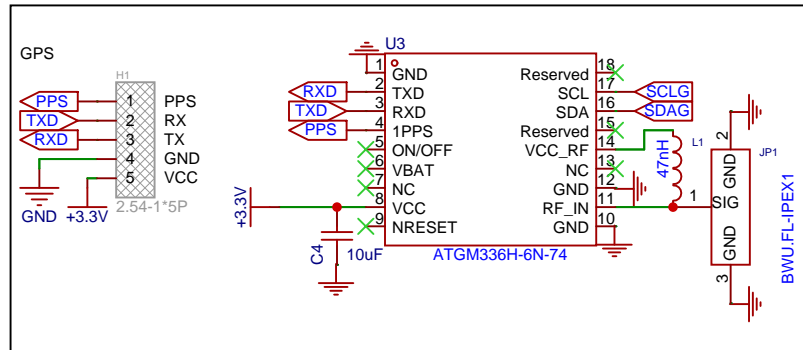 GPS
H1
PPS 1 PPS
TXD 2 RX
RXD 3 TX
4 GND
5 VCC
GND +3.3V 2.54-1*5P
U3
1 GND Reserved 18
RXD 2 TXD SCL 17 SCLG
TXD 3 RXD SDA 16 SDAG
PPS 4 1PPS Reserved 15
5 ON/OFF VCC_RF 14
6 VBAT NC 13
7 NC GND 12
8 VCC RF_IN 11
9 NRESET GND 10
ATGM336H-6N-74
+3.3V
C4
10uF
L1
47nH
JP1
2 GND
1 SIG
3 GND
BWU.FL-IPEX1